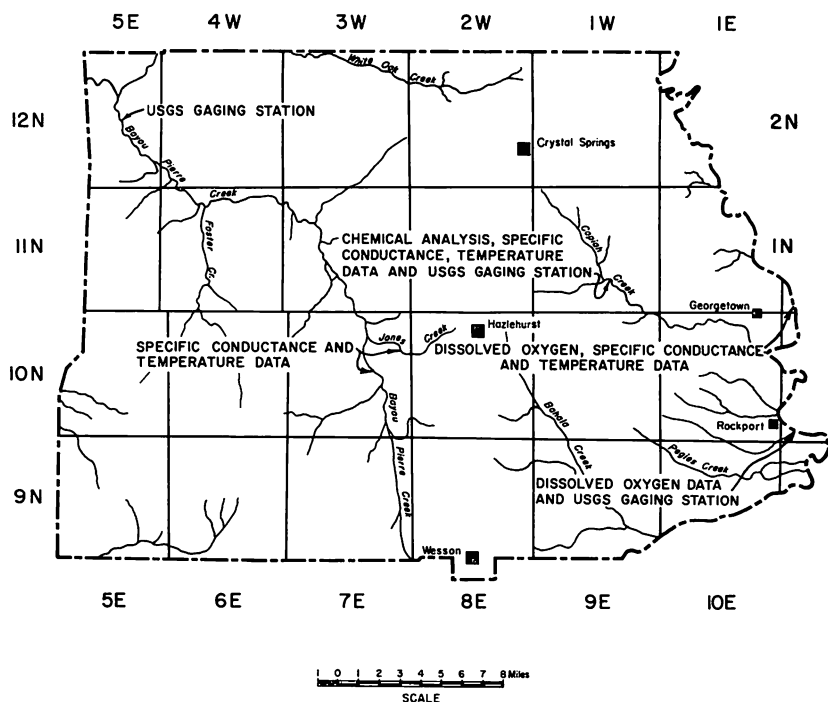 5E 4W 3W 2W 1W 1E
White Oak Creek
12N
USGS GAGING STATION
2N
Crystal Springs
Bayou Pierre Creek
Foster Cr.
Copiah Creek
11N
CHEMICAL ANALYSIS, SPECIFIC
CONDUCTANCE, TEMPERATURE
DATA AND USGS GAGING STATION
1N
Georgetown
Hazlehurst
Jones Creek
SPECIFIC CONDUCTANCE AND
TEMPERATURE DATA
DISSOLVED OXYGEN, SPECIFIC CONDUCTANCE
AND TEMPERATURE DATA
10N
Bayou Pierre Creek
Bahala Creek
Rockport
Pegies Creek
9N
DISSOLVED OXYGEN DATA
AND USGS GAGING STATION
Wesson
5E 6E 7E 8E 9E 10E
1 0 1 2 3 4 5 6 7 8 Miles
SCALE